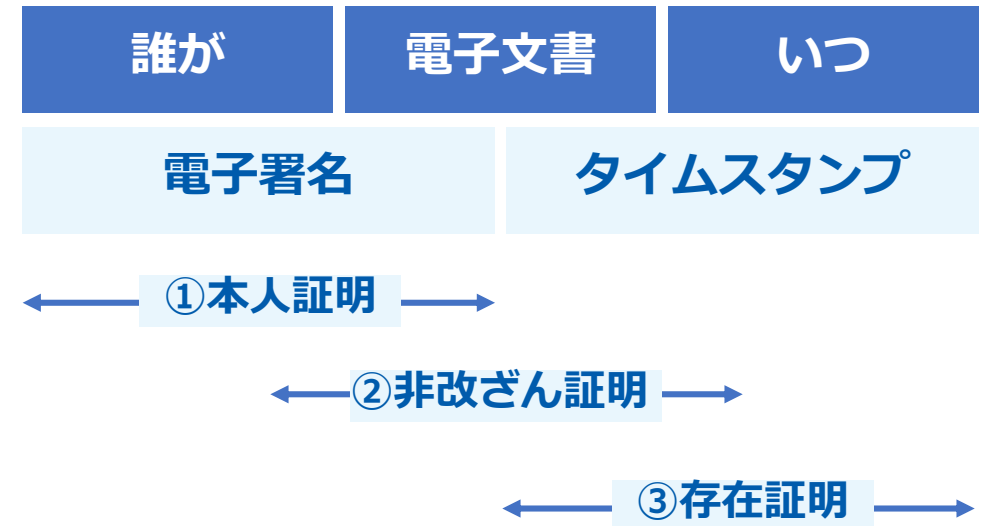 誰が
電子文書
いつ
電子署名
タイムスタンプ
①本人証明
②非改ざん証明
③存在証明